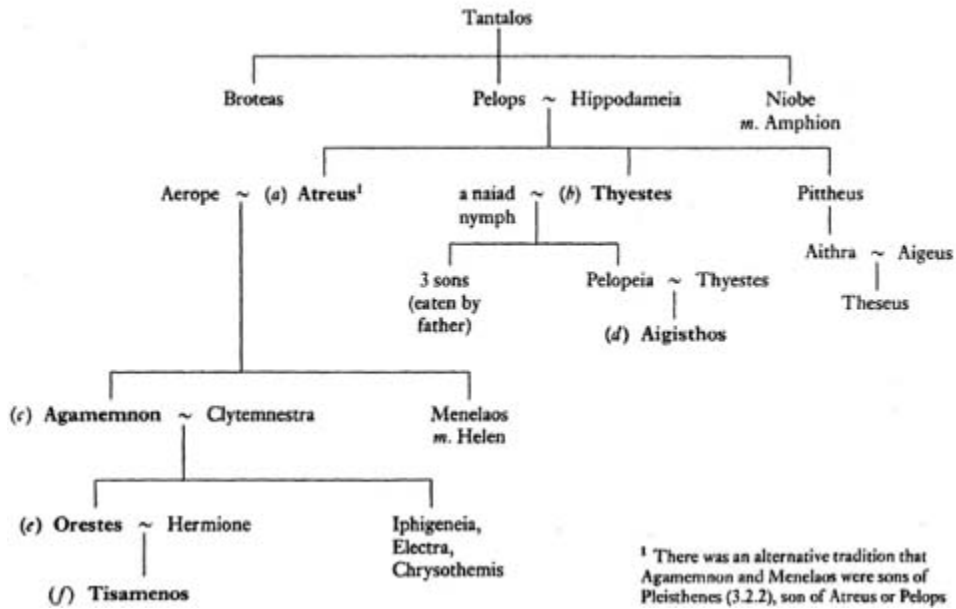 Tantalos
Broteas
Pelops ~ Hippodameia
Niobe
m. Amphion
Aerope ~ (a) Atreus¹
a naiad ~ (b) Thyestes
nymph
Pittheus
Aithra ~ Aigeus
3 sons
(eaten by
father)
Pelopeia ~ Thyestes
Theseus
(d) Aigisthos
(c) Agamemnon ~ Clytemnestra
Menelaos
m. Helen
(e) Orestes ~ Hermione
Iphigeneia,
Electra,
Chrysothemis
(f) Tisamenos
¹ There was an alternative tradition that
Agamemnon and Menelaos were sons of
Pleisthenes (3.2.2), son of Atreus or Pelops